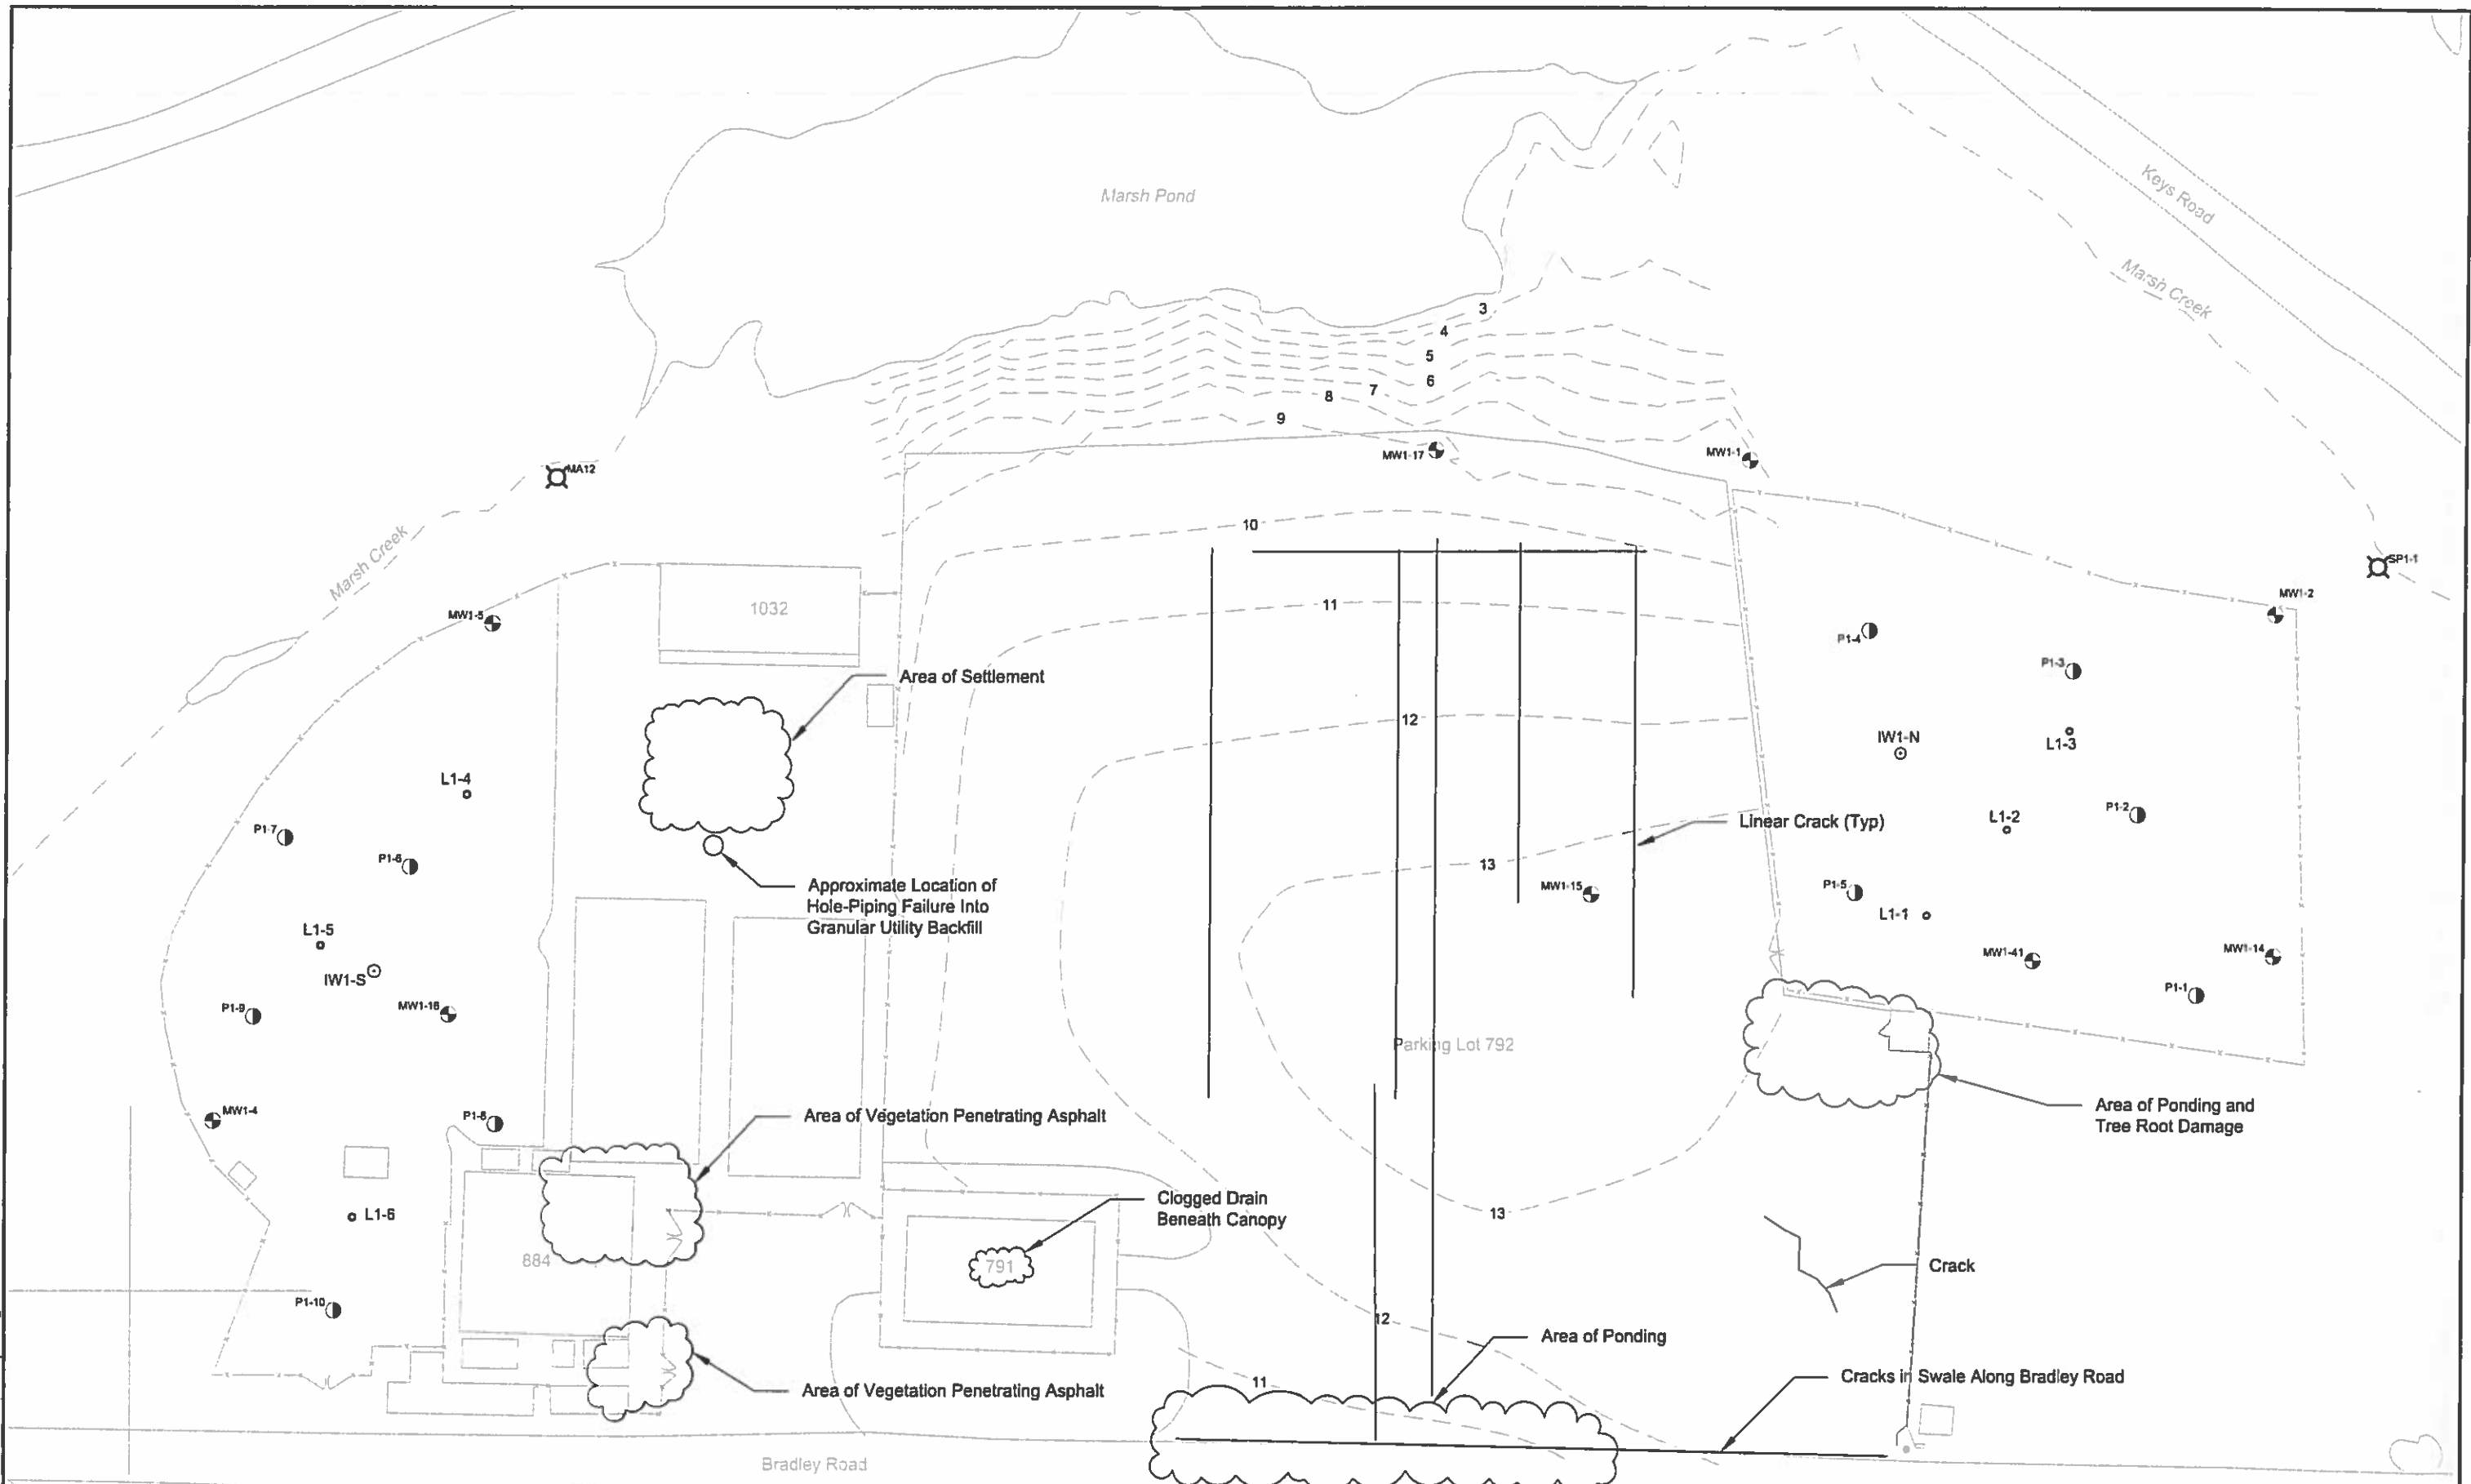 Marsh Pond
Keys Road
Marsh Creek
3
4
5
6
7
8
9
MW1-17
MW1-1
MA12
10
SP1-1
Marsh Creek
MW1-2
1032
11
MW1-5
P1-4
P1-3
Area of Settlement
12
IW1-N
L1-3
L1-4
P1-2
L1-2
Linear Crack (Typ)
P1-7
P1-6
13
Approximate Location of
Hole-Piping Failure Into
Granular Utility Backfill
MW1-15
P1-5
L1-1
L1-5
IW1-S
MW1-41
MW1-14
P1-1
P1-9
MW1-16
Parking Lot 792
MW1-4
P1-8
Area of Vegetation Penetrating Asphalt
Area of Ponding and
Tree Root Damage
Clogged Drain
Beneath Canopy
L1-6
13
884
791
Crack
P1-10
12
Area of Ponding
11
Area of Vegetation Penetrating Asphalt
Cracks in Swale Along Bradley Road
Bradley Road